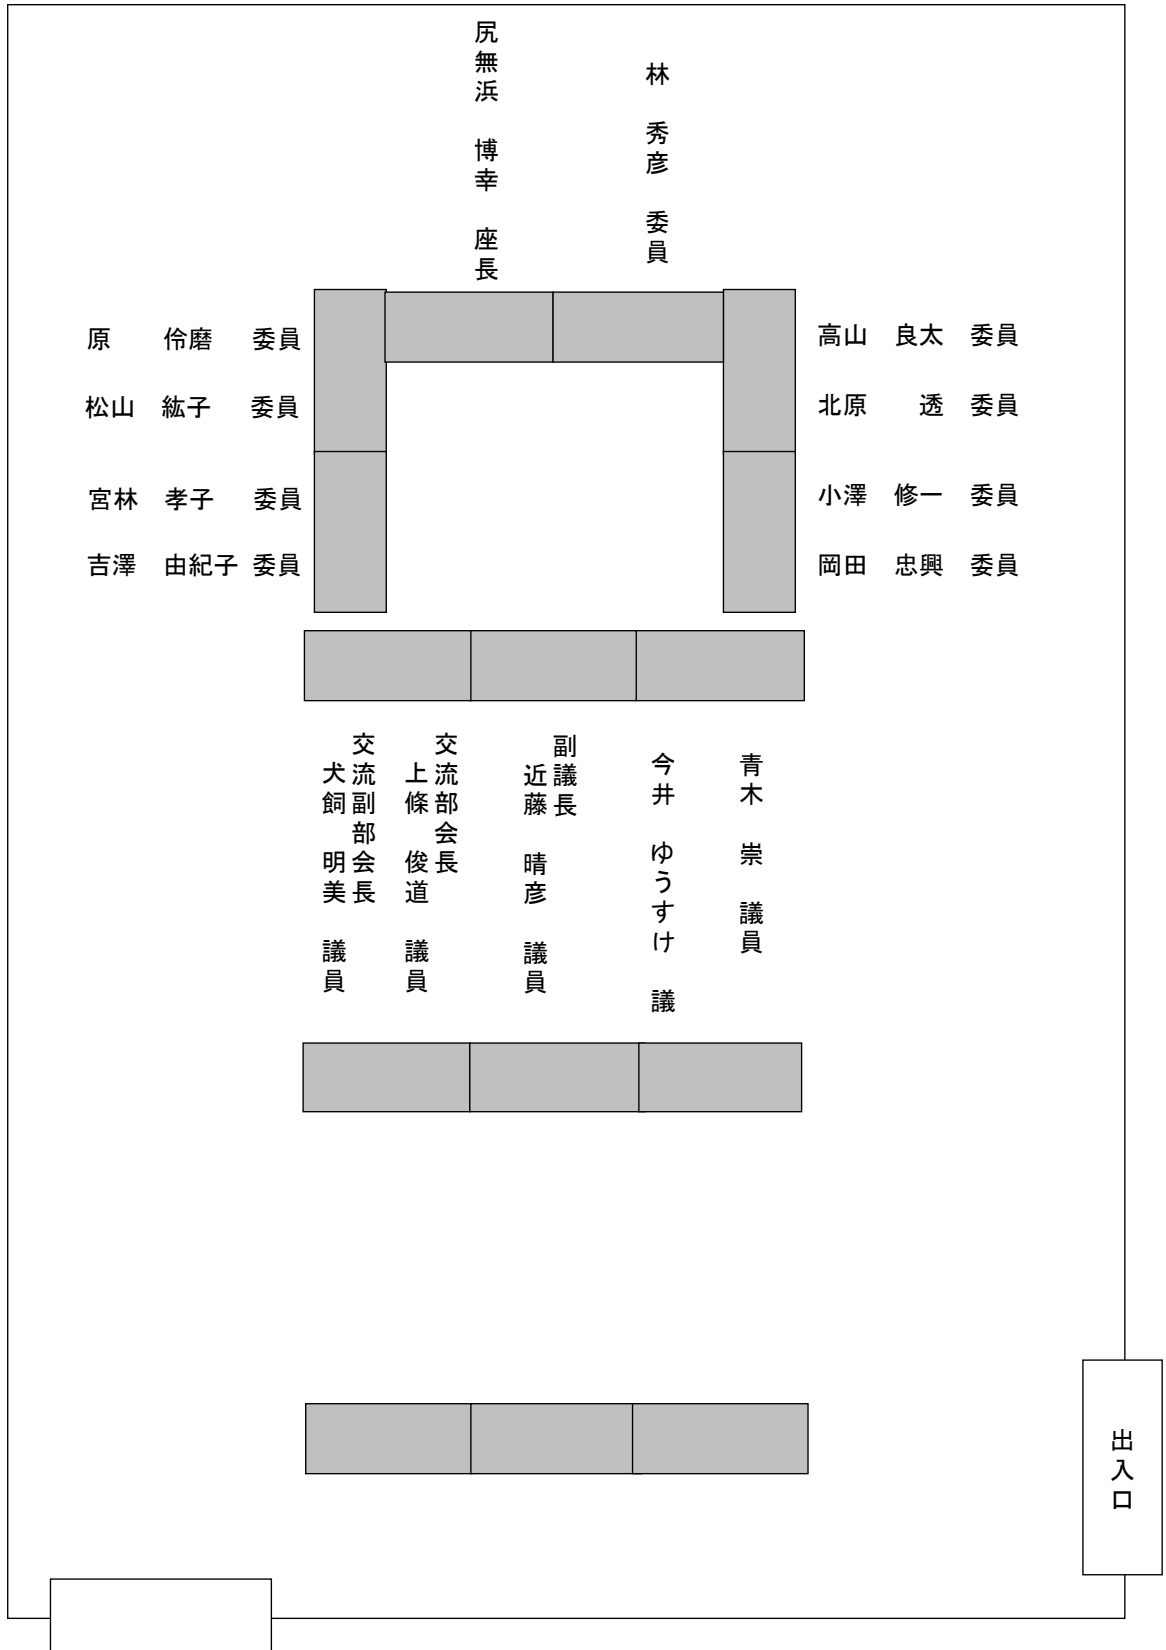 尻無浜 博幸 座長
林 秀彦 委員
原 伶磨 委員
松山 紘子 委員
宮林 孝子 委員
吉澤 由紀子 委員
高山 良太 委員
北原 透 委員
小澤 修一 委員
岡田 忠興 委員
交流副部会長
犬飼 明美 議員
交流部会長
上條 俊道 議員
副議長
近藤 晴彦 議員
今井 ゆうすけ 議
青木 崇 議員
出入口